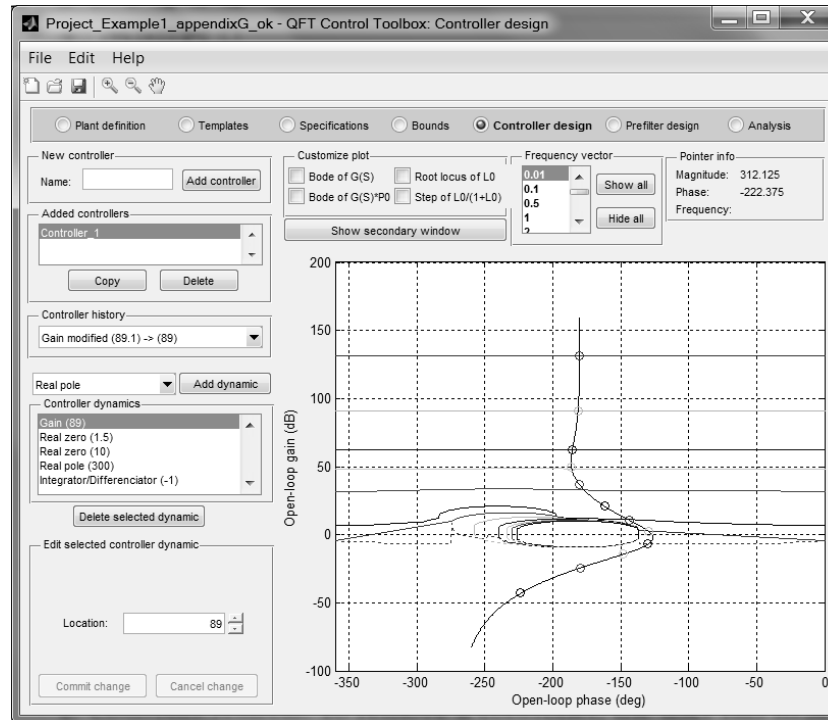 Project_Example1_appendixG_ok - QFT Control Toolbox: Controller design
File Edit Help
Plant definition Templates Specifications Bounds Controller design Prefilter design Analysis
New controller
Name: Add controller
Added controllers
Controller_1
Copy Delete
Controller history
Gain modified (89.1) -> (89)
Real pole Add dynamic
Controller dynamics
Gain (89)
Real zero (1.5)
Real zero (10)
Real pole (300)
Integrator/Differenciator (-1)
Delete selected dynamic
Edit selected controller dynamic
Location: 89
Commit change Cancel change
Customize plot
Bode of G(S) Root locus of L0
Bode of G(S)*P0 Step of L0/(1+L0)
Show secondary window
Frequency vector
0.01
0.1
0.5
1
2
Show all
Hide all
Pointer info
Magnitude: 312.125
Phase: -222.375
Frequency:
200
150
100
50
0
-50
-100
Open-loop gain (dB)
-350 -300 -250 -200 -150 -100 -50 0
Open-loop phase (deg)